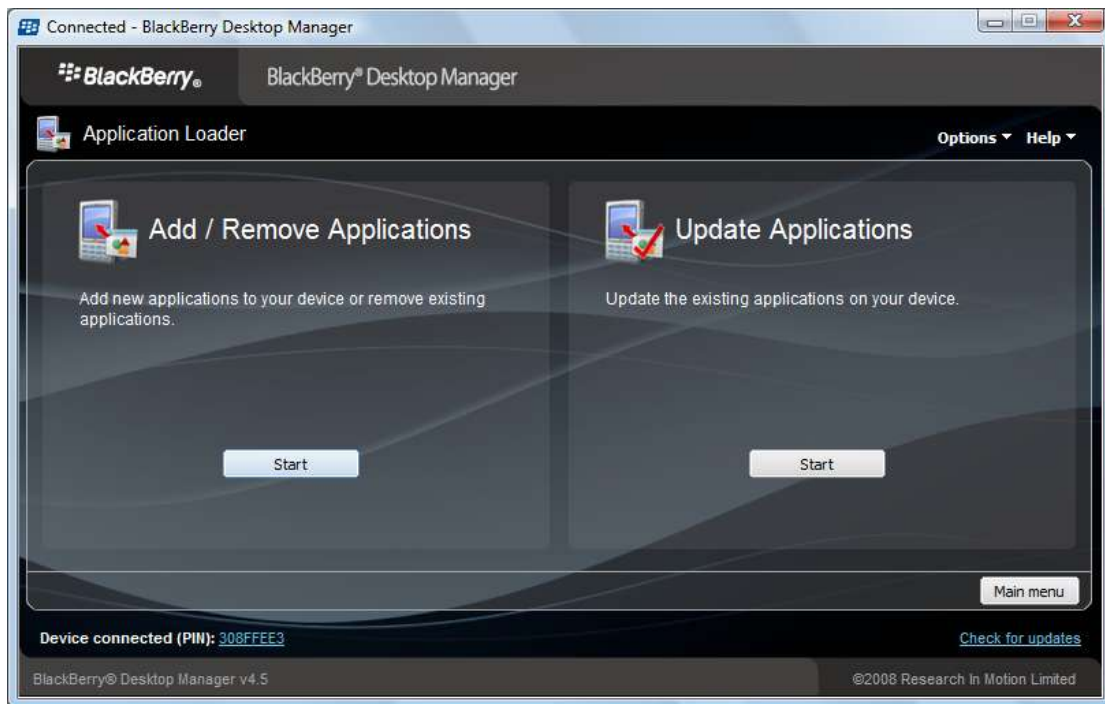 Connected - BlackBerry Desktop Manager
BlackBerry® BlackBerry® Desktop Manager
Application Loader Options Help
Add / Remove Applications
Add new applications to your device or remove existing
applications.
Start
Update Applications
Update the existing applications on your device.
Start
Main menu
Device connected (PIN): 308FFEE3 Check for updates
BlackBerry® Desktop Manager v4.5 ©2008 Research In Motion Limited